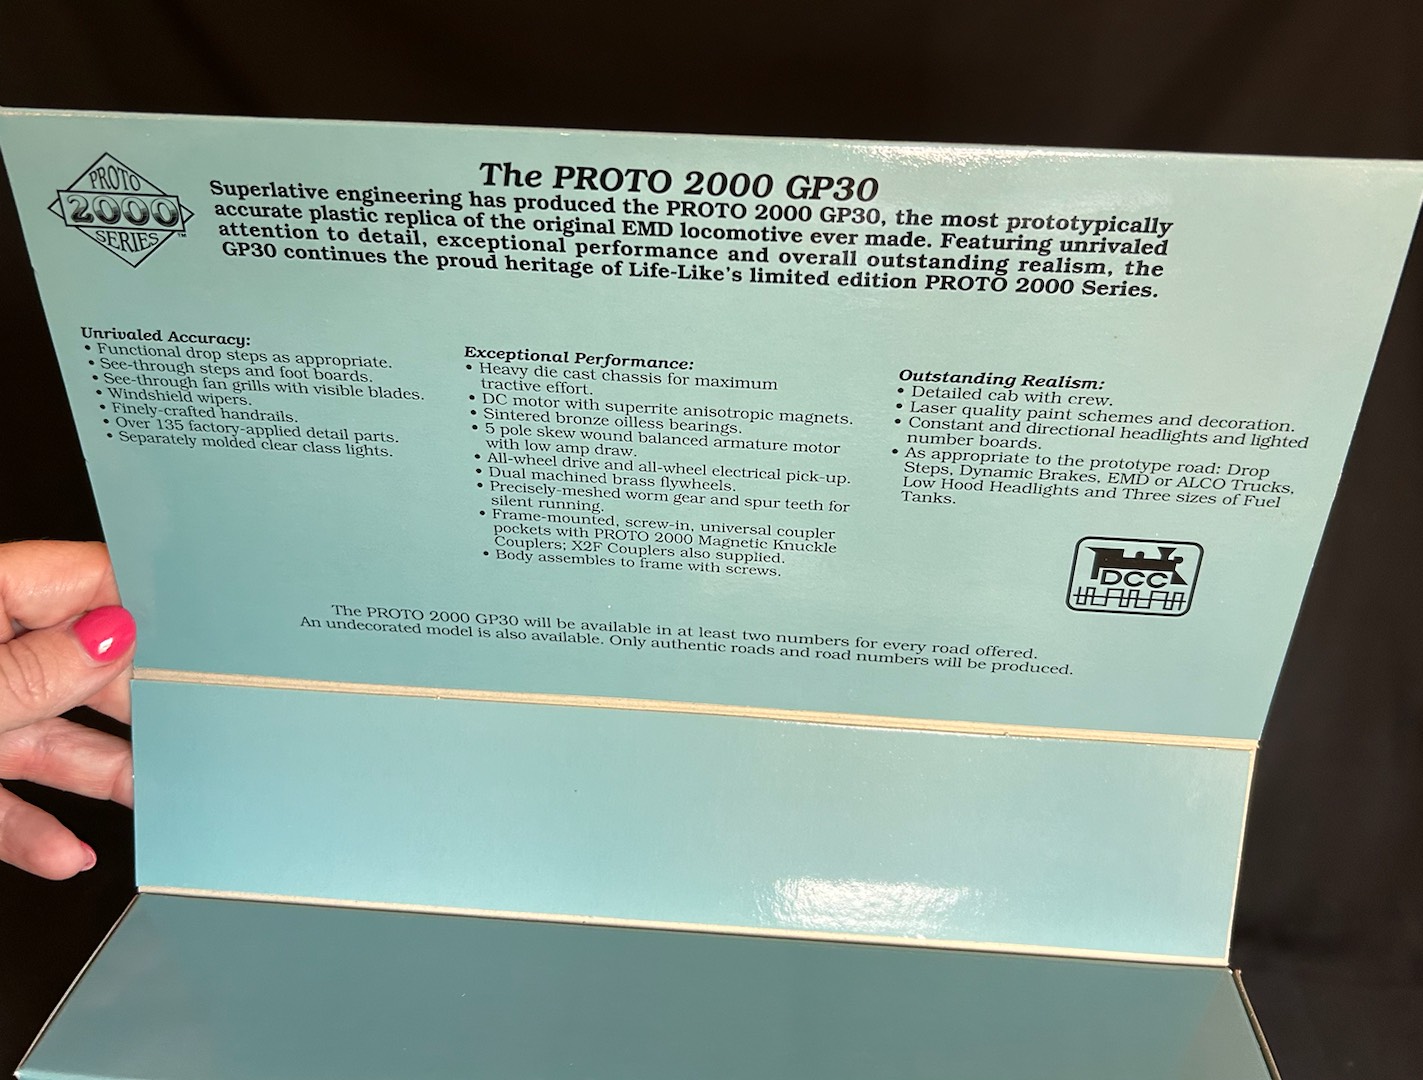 PROTO
2000
SERIES™
The PROTO 2000 GP30
Superlative engineering has produced the PROTO 2000 GP30, the most prototypically
accurate plastic replica of the original EMD locomotive ever made. Featuring unrivaled
attention to detail, exceptional performance and overall outstanding realism, the
GP30 continues the proud heritage of Life-Like's limited edition PROTO 2000 Series.
Unrivaled Accuracy:
• Functional drop steps as appropriate.
• See-through steps and foot boards.
• See-through fan grills with visible blades.
• Windshield wipers.
• Finely-crafted handrails.
• Over 135 factory-applied detail parts.
• Separately molded clear class lights.
Exceptional Performance:
• Heavy die cast chassis for maximum
tractive effort.
• DC motor with superrite anisotropic magnets.
• Sintered bronze oilless bearings.
• 5 pole skew wound balanced armature motor
with low amp draw.
• All-wheel drive and all-wheel electrical pick-up.
• Dual machined brass flywheels.
• Precisely-meshed worm gear and spur teeth for
silent running.
• Frame-mounted, screw-in, universal coupler
pockets with PROTO 2000 Magnetic Knuckle
Couplers; X2F Couplers also supplied.
• Body assembles to frame with screws.
Outstanding Realism:
• Detailed cab with crew.
• Laser quality paint schemes and decoration.
• Constant and directional headlights and lighted
number boards.
• As appropriate to the prototype road: Drop
Steps, Dynamic Brakes, EMD or ALCO Trucks,
Low Hood Headlights and Three sizes of Fuel
Tanks.
DCC
The PROTO 2000 GP30 will be available in at least two numbers for every road offered.
An undecorated model is also available. Only authentic roads and road numbers will be produced.